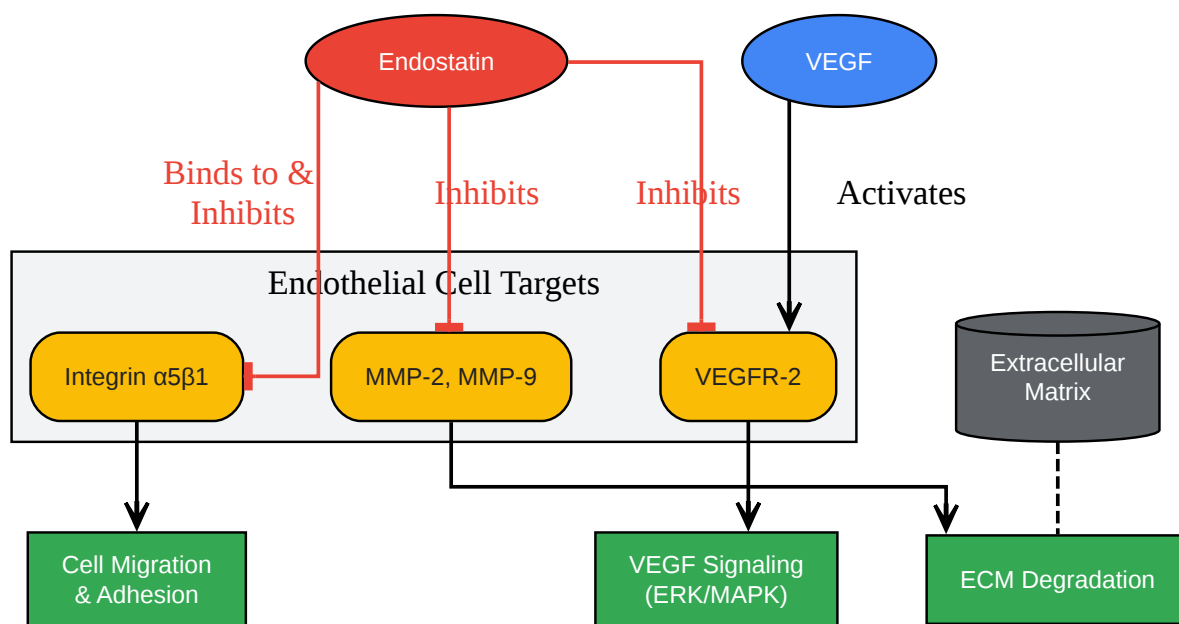 Endostatin
VEGF
Binds to &
Inhibits
Inhibits
Inhibits
Activates
Endothelial Cell Targets
Integrin α5β1
MMP-2, MMP-9
VEGFR-2
Extracellular
Matrix
Cell Migration
& Adhesion
VEGF Signaling
(ERK/MAPK)
ECM Degradation